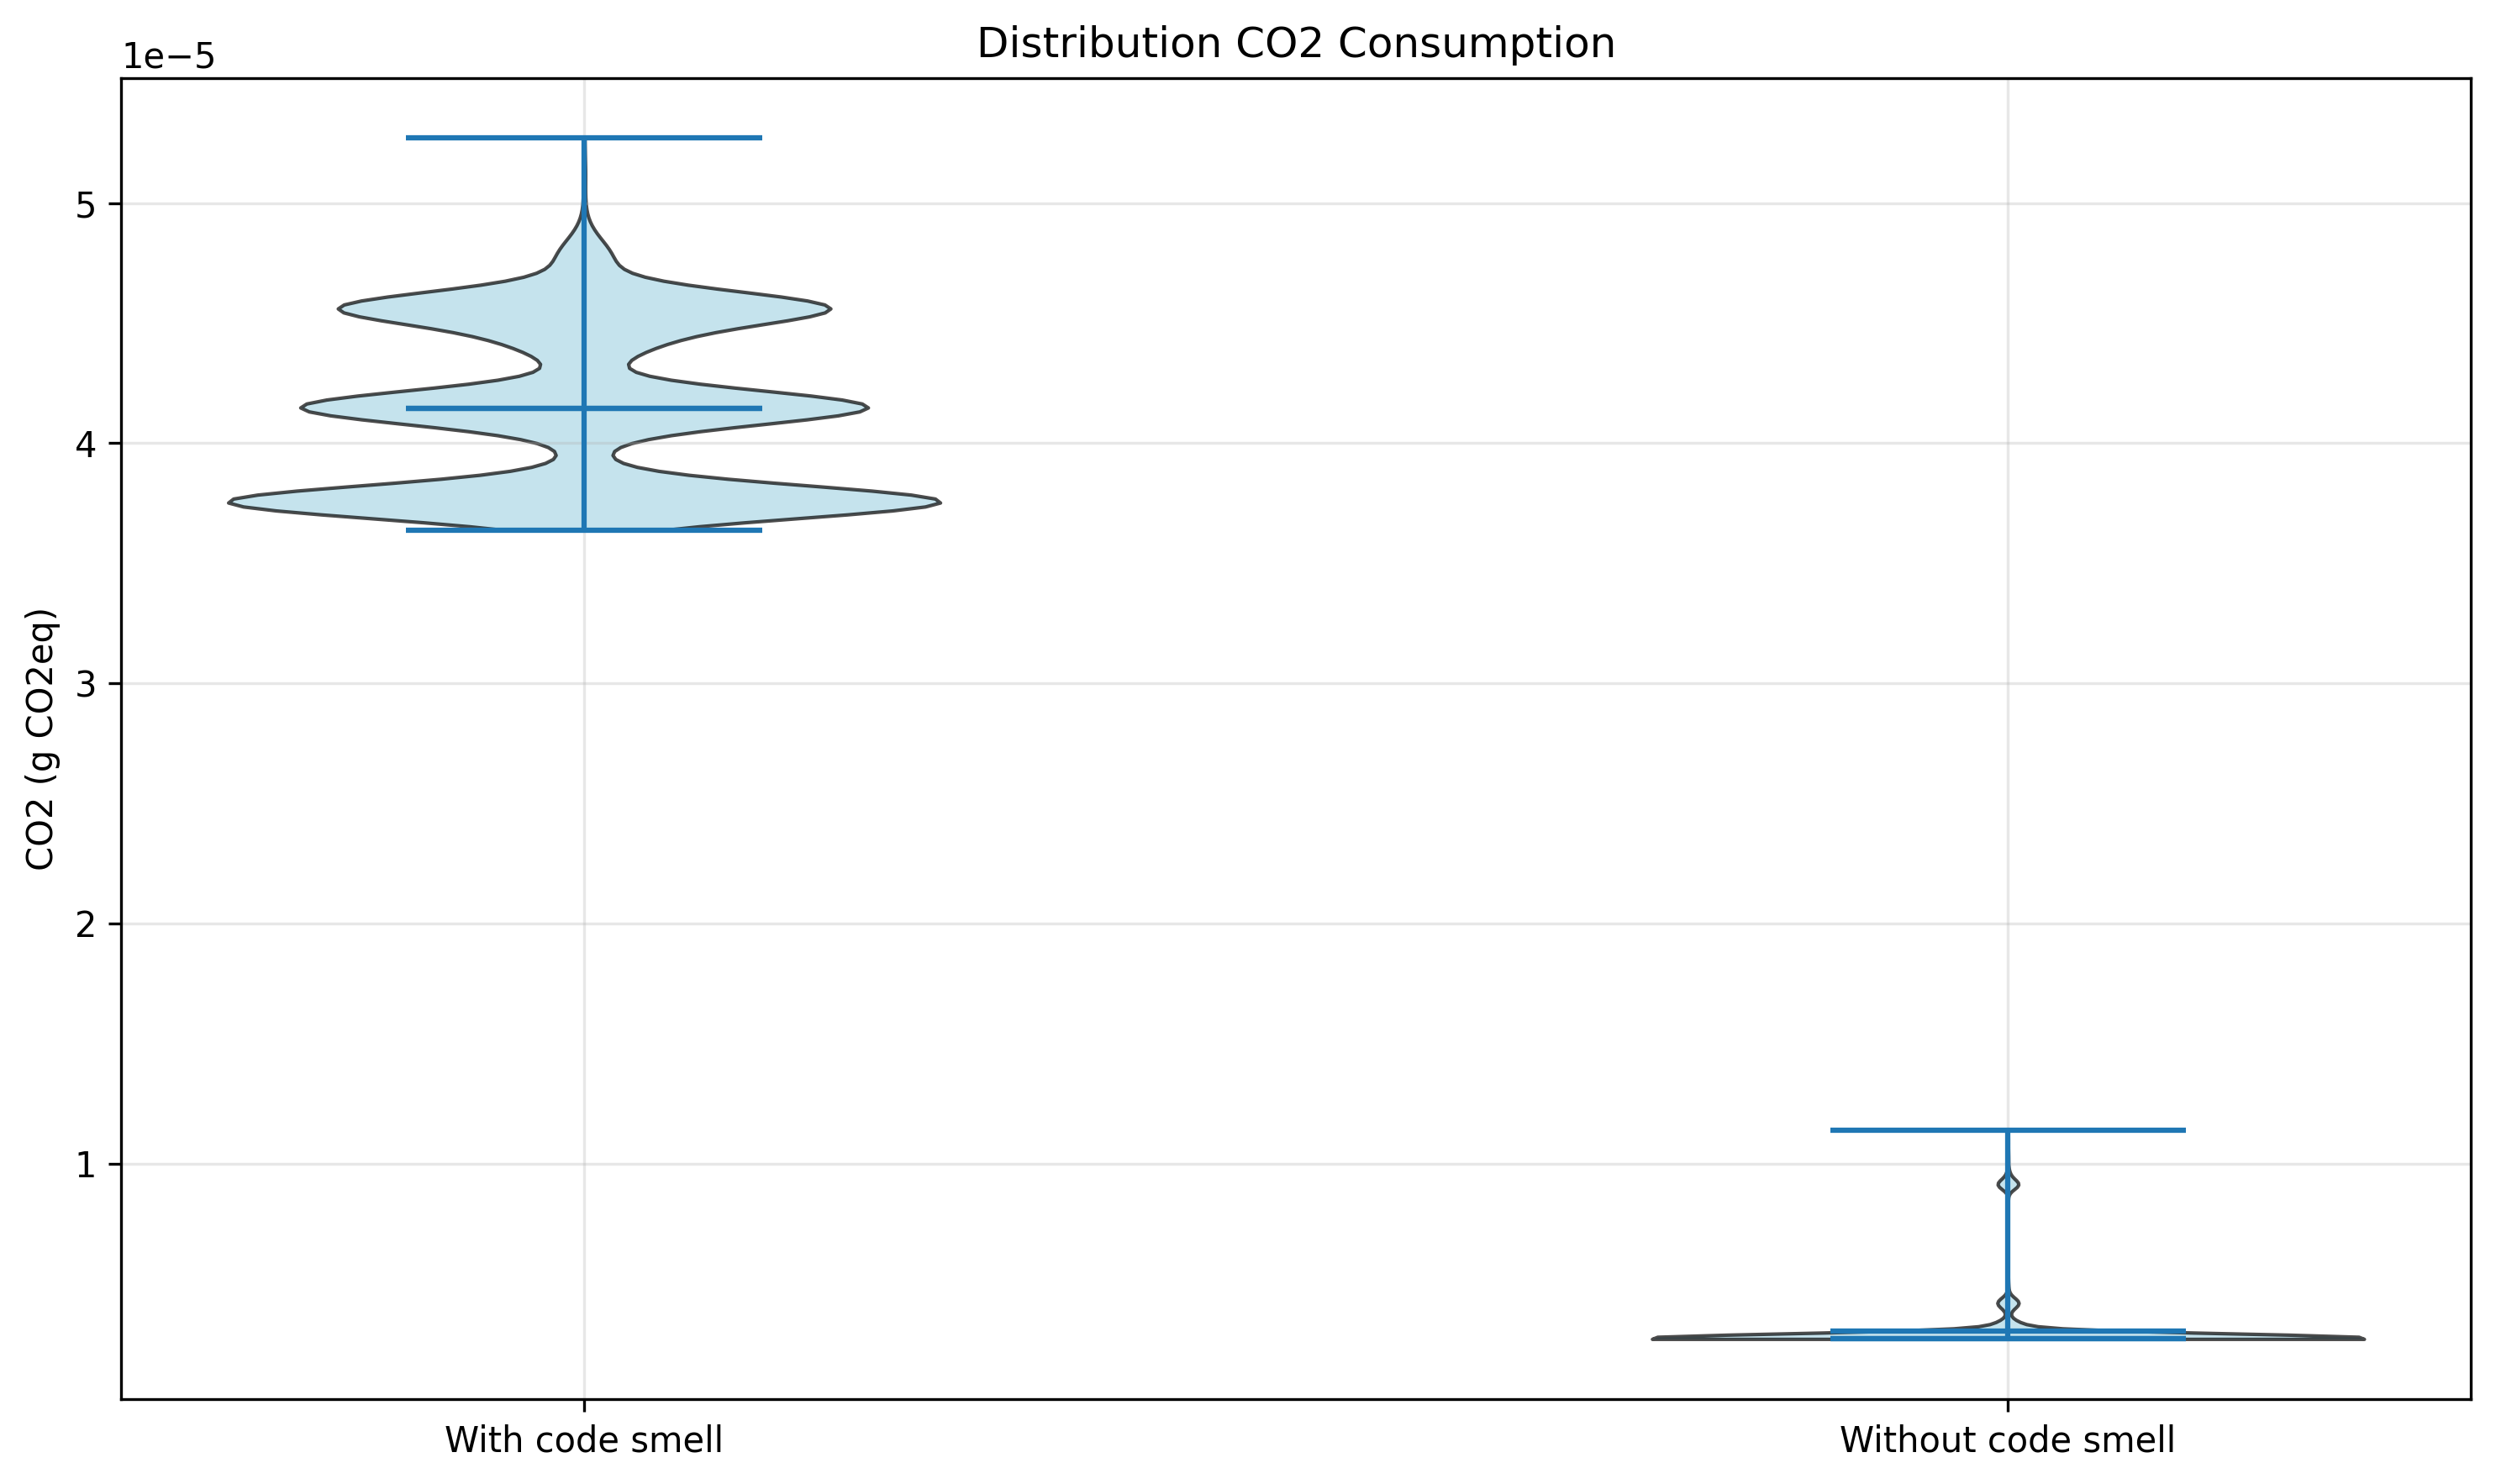 Distribution CO2 Consumption
1e−5
5
4
3
2
1
CO2 (g CO2eq)
With code smell
Without code smell